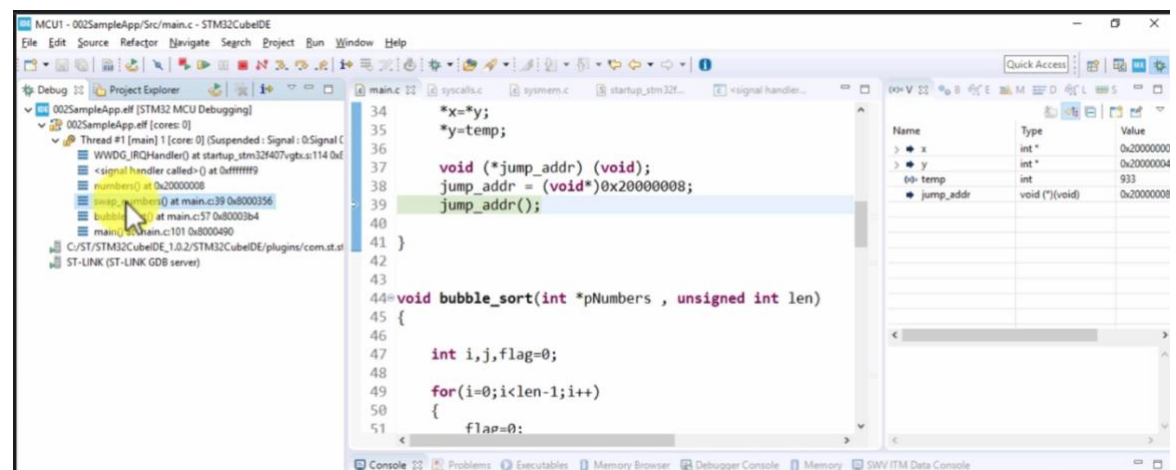 MCU1 - 002SampleApp/Src/main.c - STM32CubeIDE
File Edit Source Refactor Navigate Search Project Run Window Help
Quick Access
Debug Project Explorer
002SampleApp.elf [STM32 MCU Debugging]
002SampleApp.elf [cores: 0]
Thread #1 [main] 1 [core: 0] (Suspended : Signal : 0:Signal 0
WWDG_IRQHandler() at startup_stm32f407vgtx.s:114 0x8
<signal handler called>() at 0xfffffff9
numbers() at 0x20000008
swap_numbers() at main.c:39 0x8000356
at main.c:57 0x80003b4
main() at main.c:101 0x8000490
C:/ST/STM32CubeIDE_1.0.2/STM32CubeIDE/plugins/com.st.st
ST-LINK (ST-LINK GDB server)
main.c syscalls.c sysmem.c startup_stm32f... <signal handler...
34 *x=*y;
35 *y=temp;
36
37 void (*jump_addr) (void);
38 jump_addr = (void*)0x20000008;
39 jump_addr();
40
41 }
42
43
44 void bubble_sort(int *pNumbers , unsigned int len)
45 {
46
47 int i,j,flag=0;
48
49 for(i=0;i<len-1;i++)
50 {
51 flag=0;
Name Type Value
x int * 0x20000000
y int * 0x20000004
temp int 933
jump_addr void (*)(void) 0x20000008
Console Problems Executables Memory Browser Debugger Console Memory SWV ITM Data Console